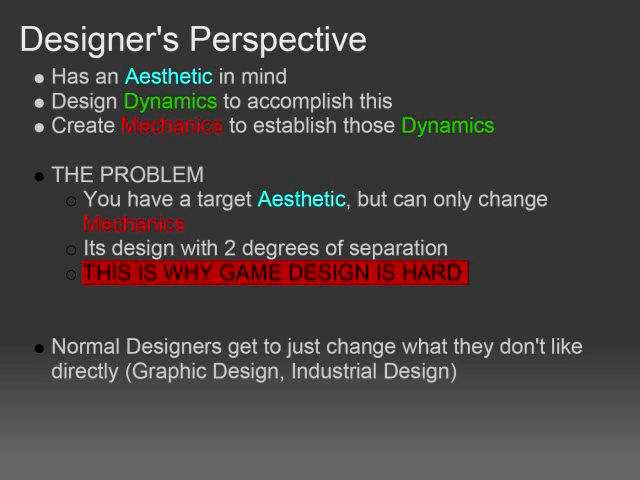 Designer's Perspective
● Has an Aesthetic in mind
● Design Dynamics to accomplish this
● Create Mechanics to establish those Dynamics
● THE PROBLEM
○ You have a target Aesthetic, but can only change
Mechanics
○ Its design with 2 degrees of separation
○ THIS IS WHY GAME DESIGN IS HARD
● Normal Designers get to just change what they don't like
directly (Graphic Design, Industrial Design)